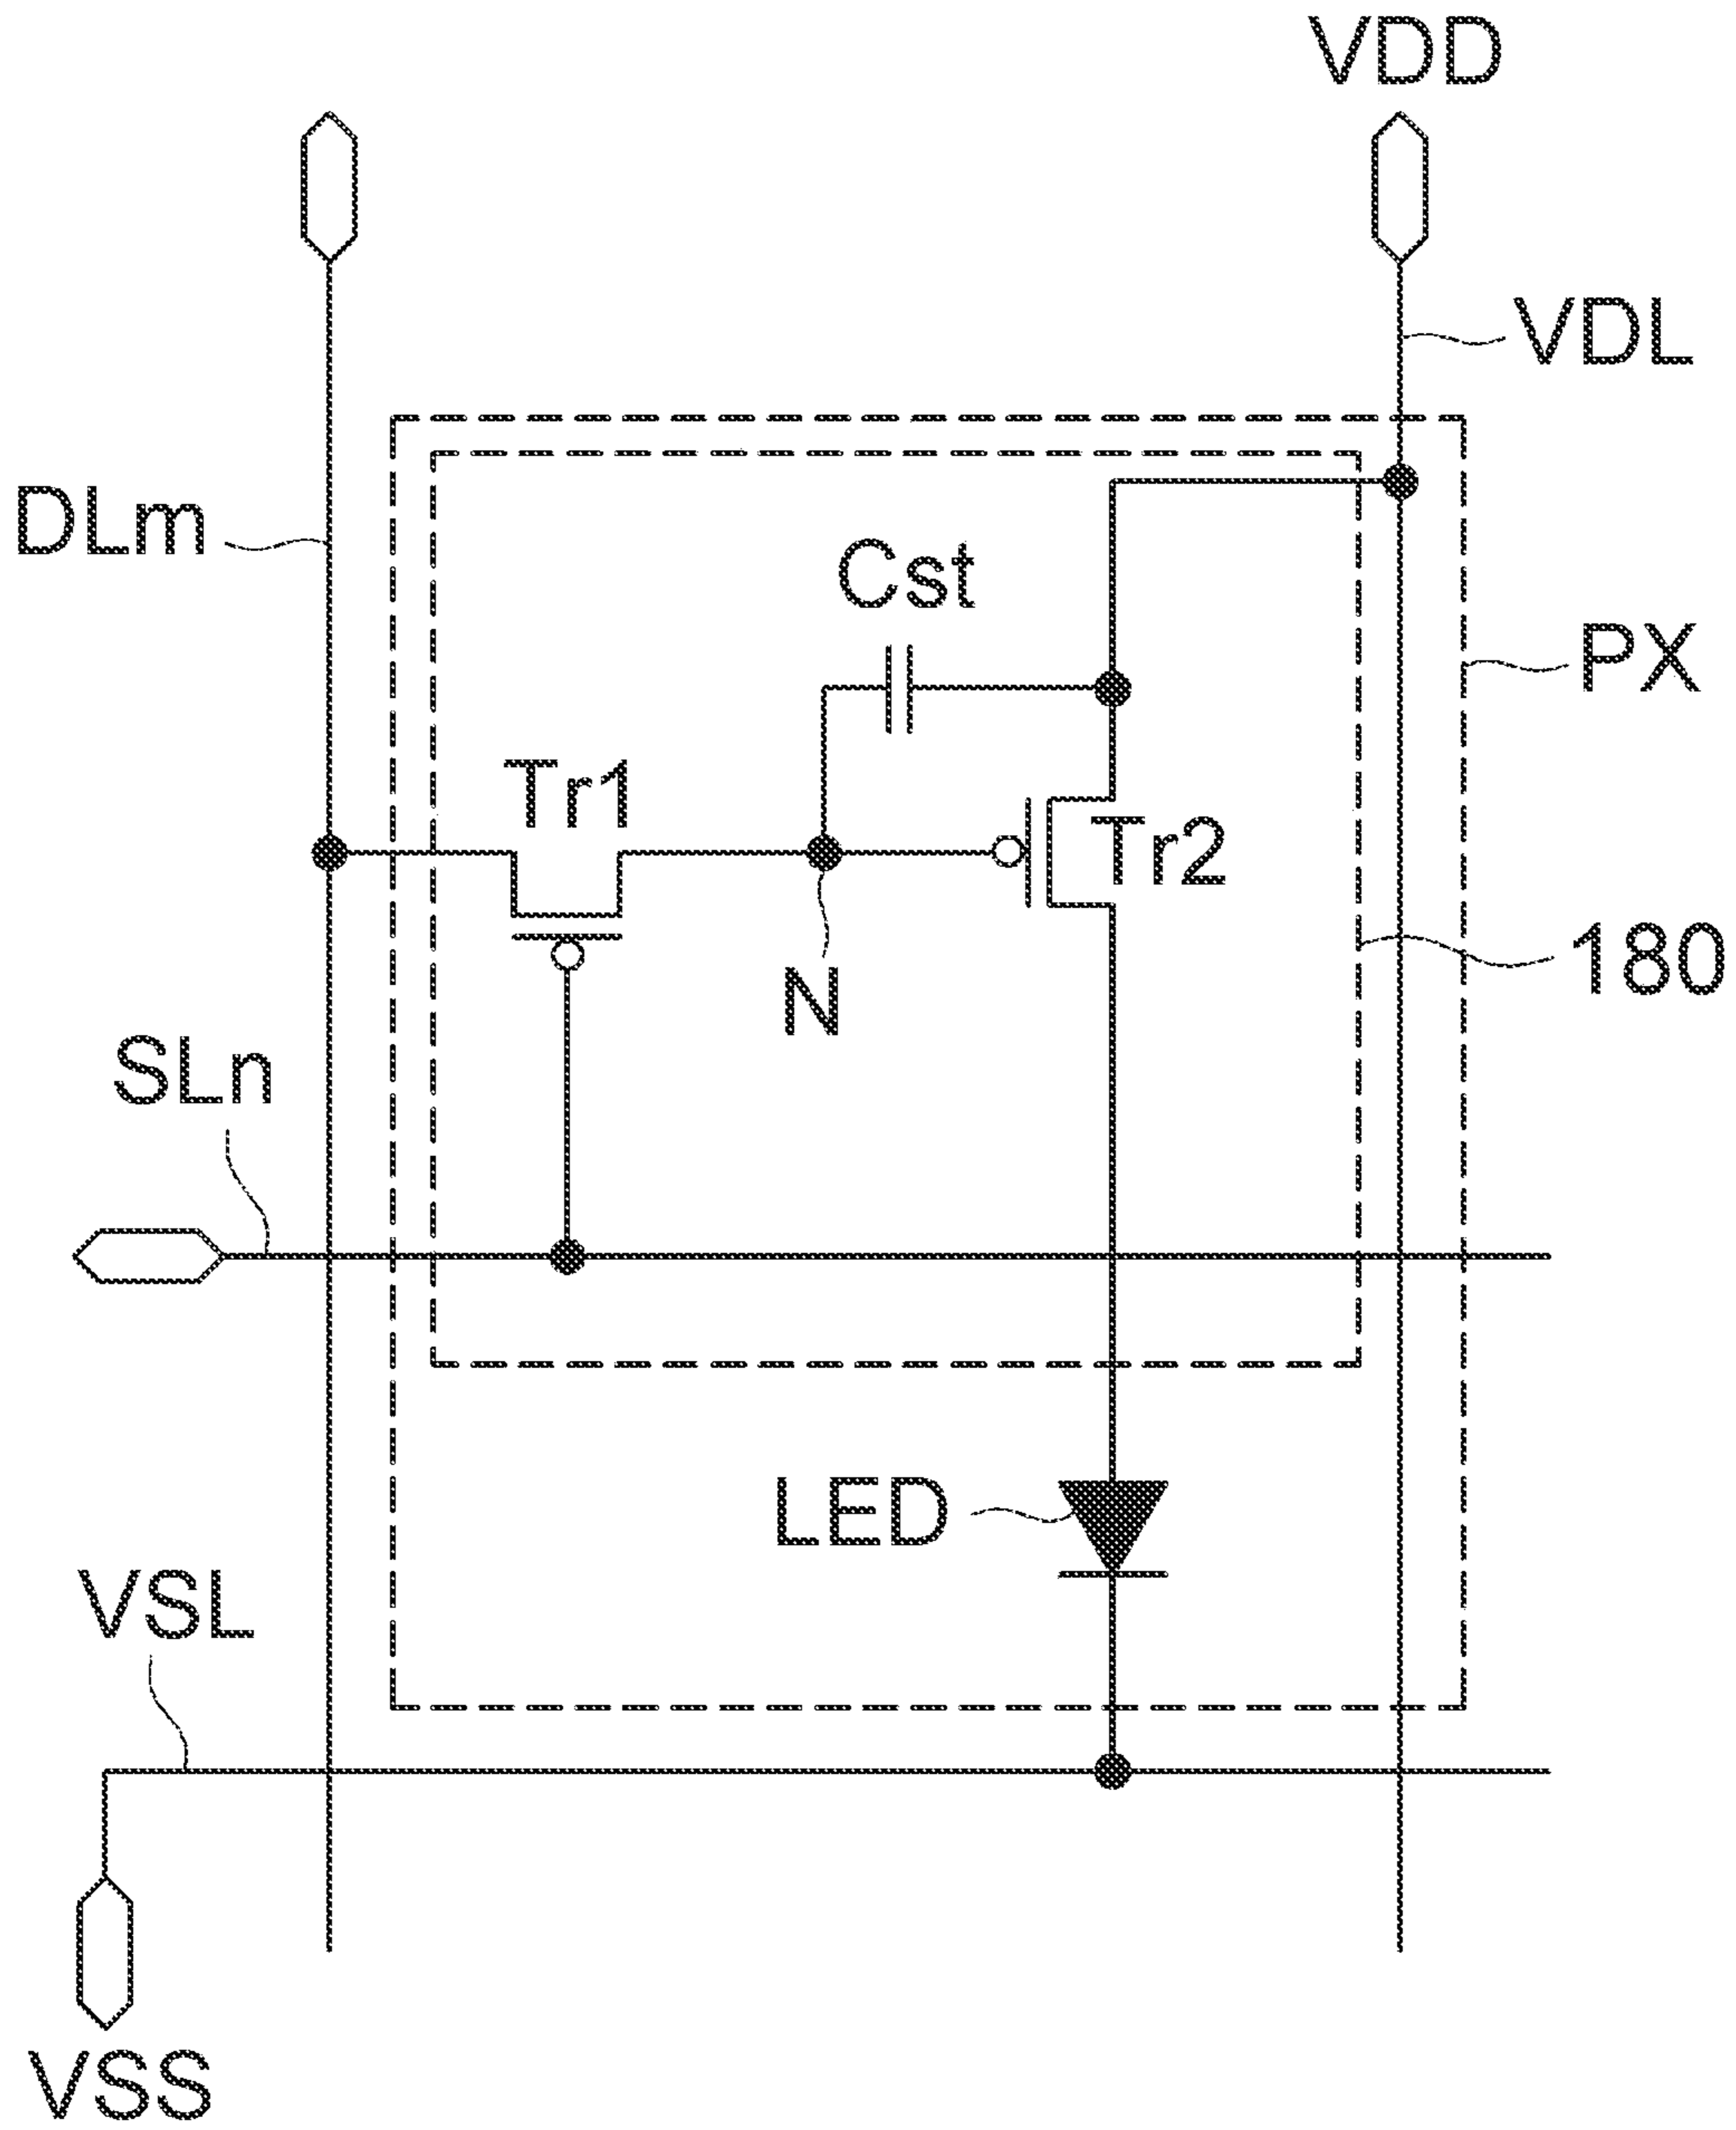 VDD
VDL
DLm
Cst
PX
Tr1
Tr2
180
N
SLn
LED
VSL
VSS